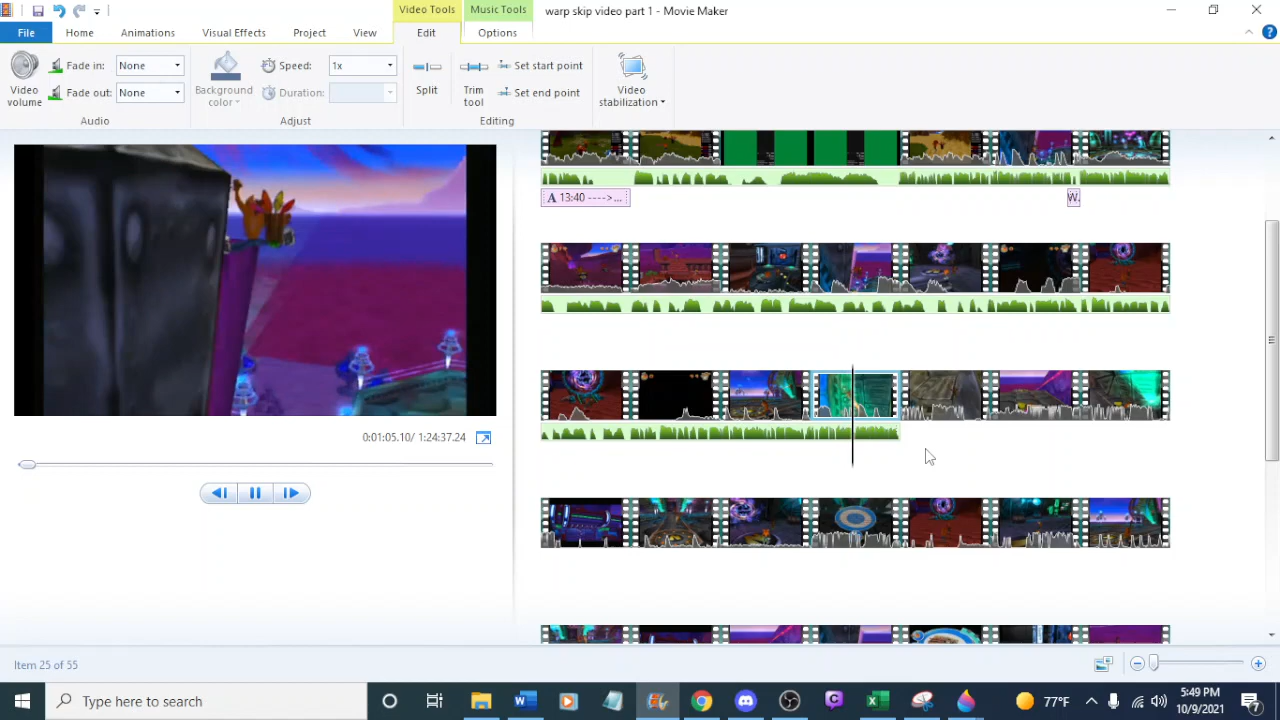 Video Tools
Music Tools
warp skip video part 1 - Movie Maker
File
Home
Animations
Visual Effects
Project
View
Edit
Options
Video volume
Fade in:
None
Fade out:
None
Audio
Background color
Speed:
1x
Duration:
Adjust
Split
Trim tool
Set start point
Set end point
Editing
Video stabilization
A 13:40 ---->...
W.
0:01:05.10/ 1:24:37.24
Item 25 of 55
Type here to search
77°F
5:49 PM
10/9/2021
7